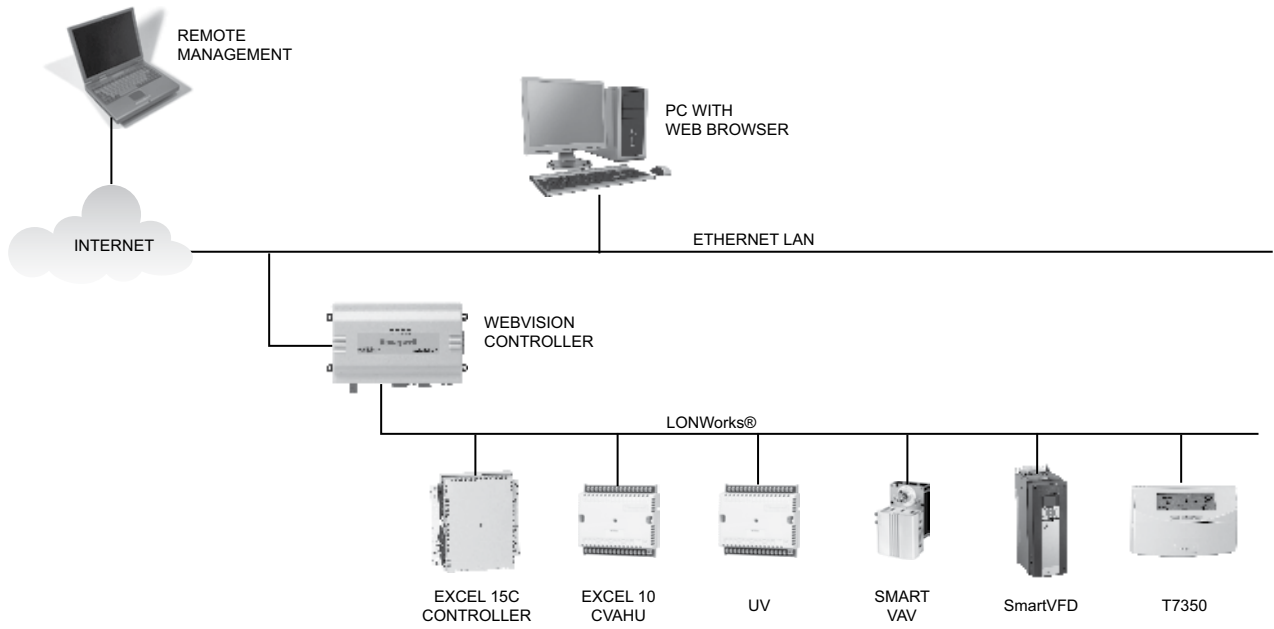 REMOTE
MANAGEMENT
PC WITH
WEB BROWSER
INTERNET
ETHERNET LAN
WEBVISION
CONTROLLER
LONWorks®
EXCEL 15C
CONTROLLER
EXCEL 10
CVAHU
UV
SMART
VAV
SmartVFD
T7350